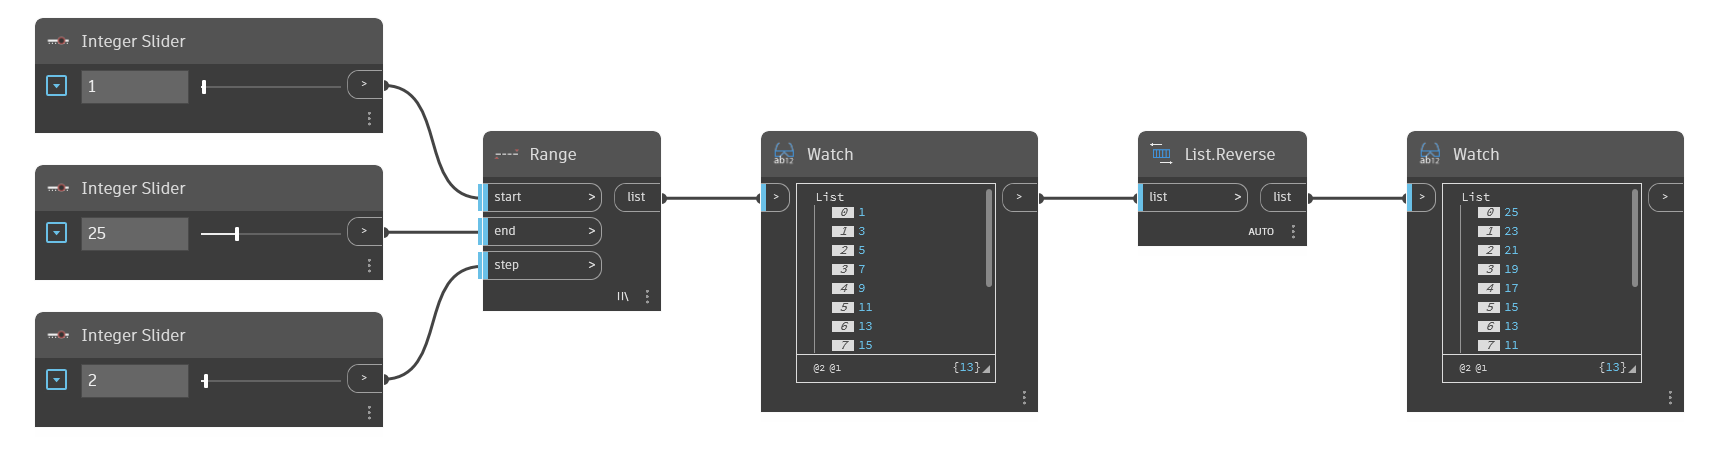 Integer Slider
1
>
Integer Slider
25
>
Integer Slider
2
>
Range
start >
list
end >
step >
II\
Watch
>
List
0 1
1 3
2 5
3 7
4 9
5 11
6 13
7 15
@2 @1
{13}
>
List.Reverse
list >
list
AUTO
Watch
>
List
0 25
1 23
2 21
3 19
4 17
5 15
6 13
7 11
@2 @1
{13}
>